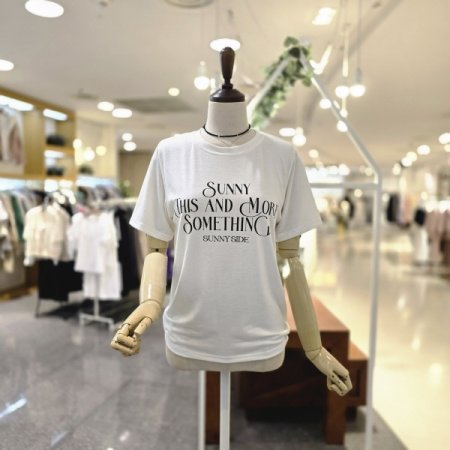 SUNNY
THIS AND MORE
SOMETHING
SUNNY SIDE